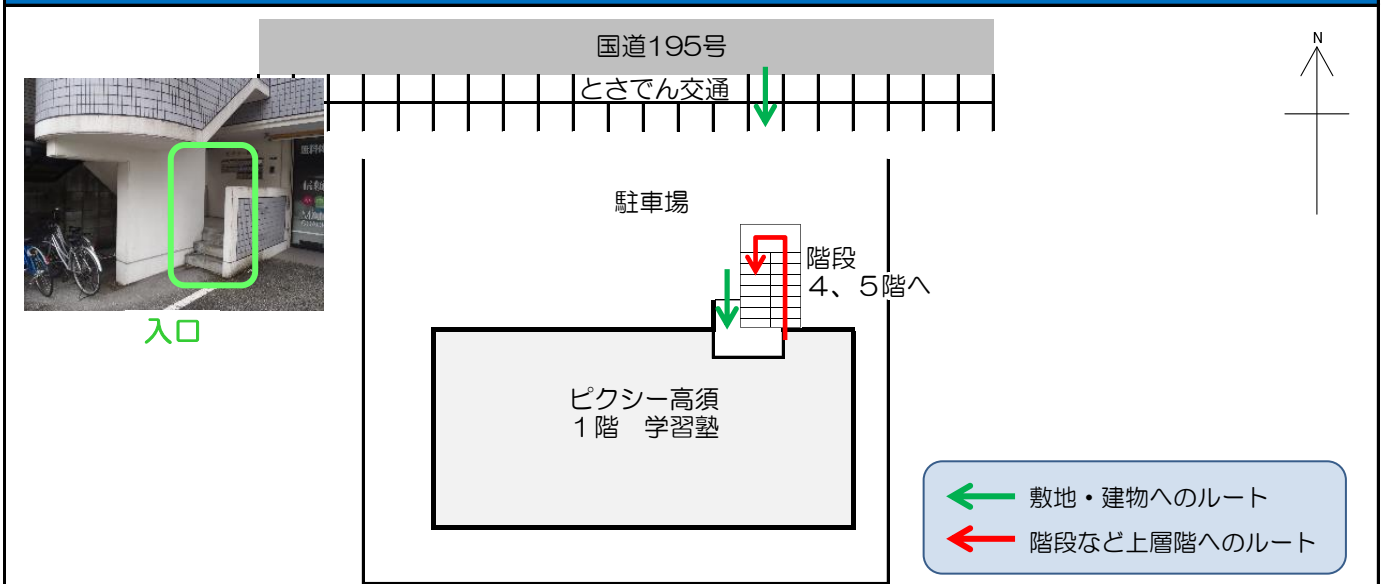 国道195号
とさでん交通
N
駐車場
階段
4、5階へ
入口
ピクシー高須
1階 学習塾
敷地・建物へのルート
階段など上層階へのルート